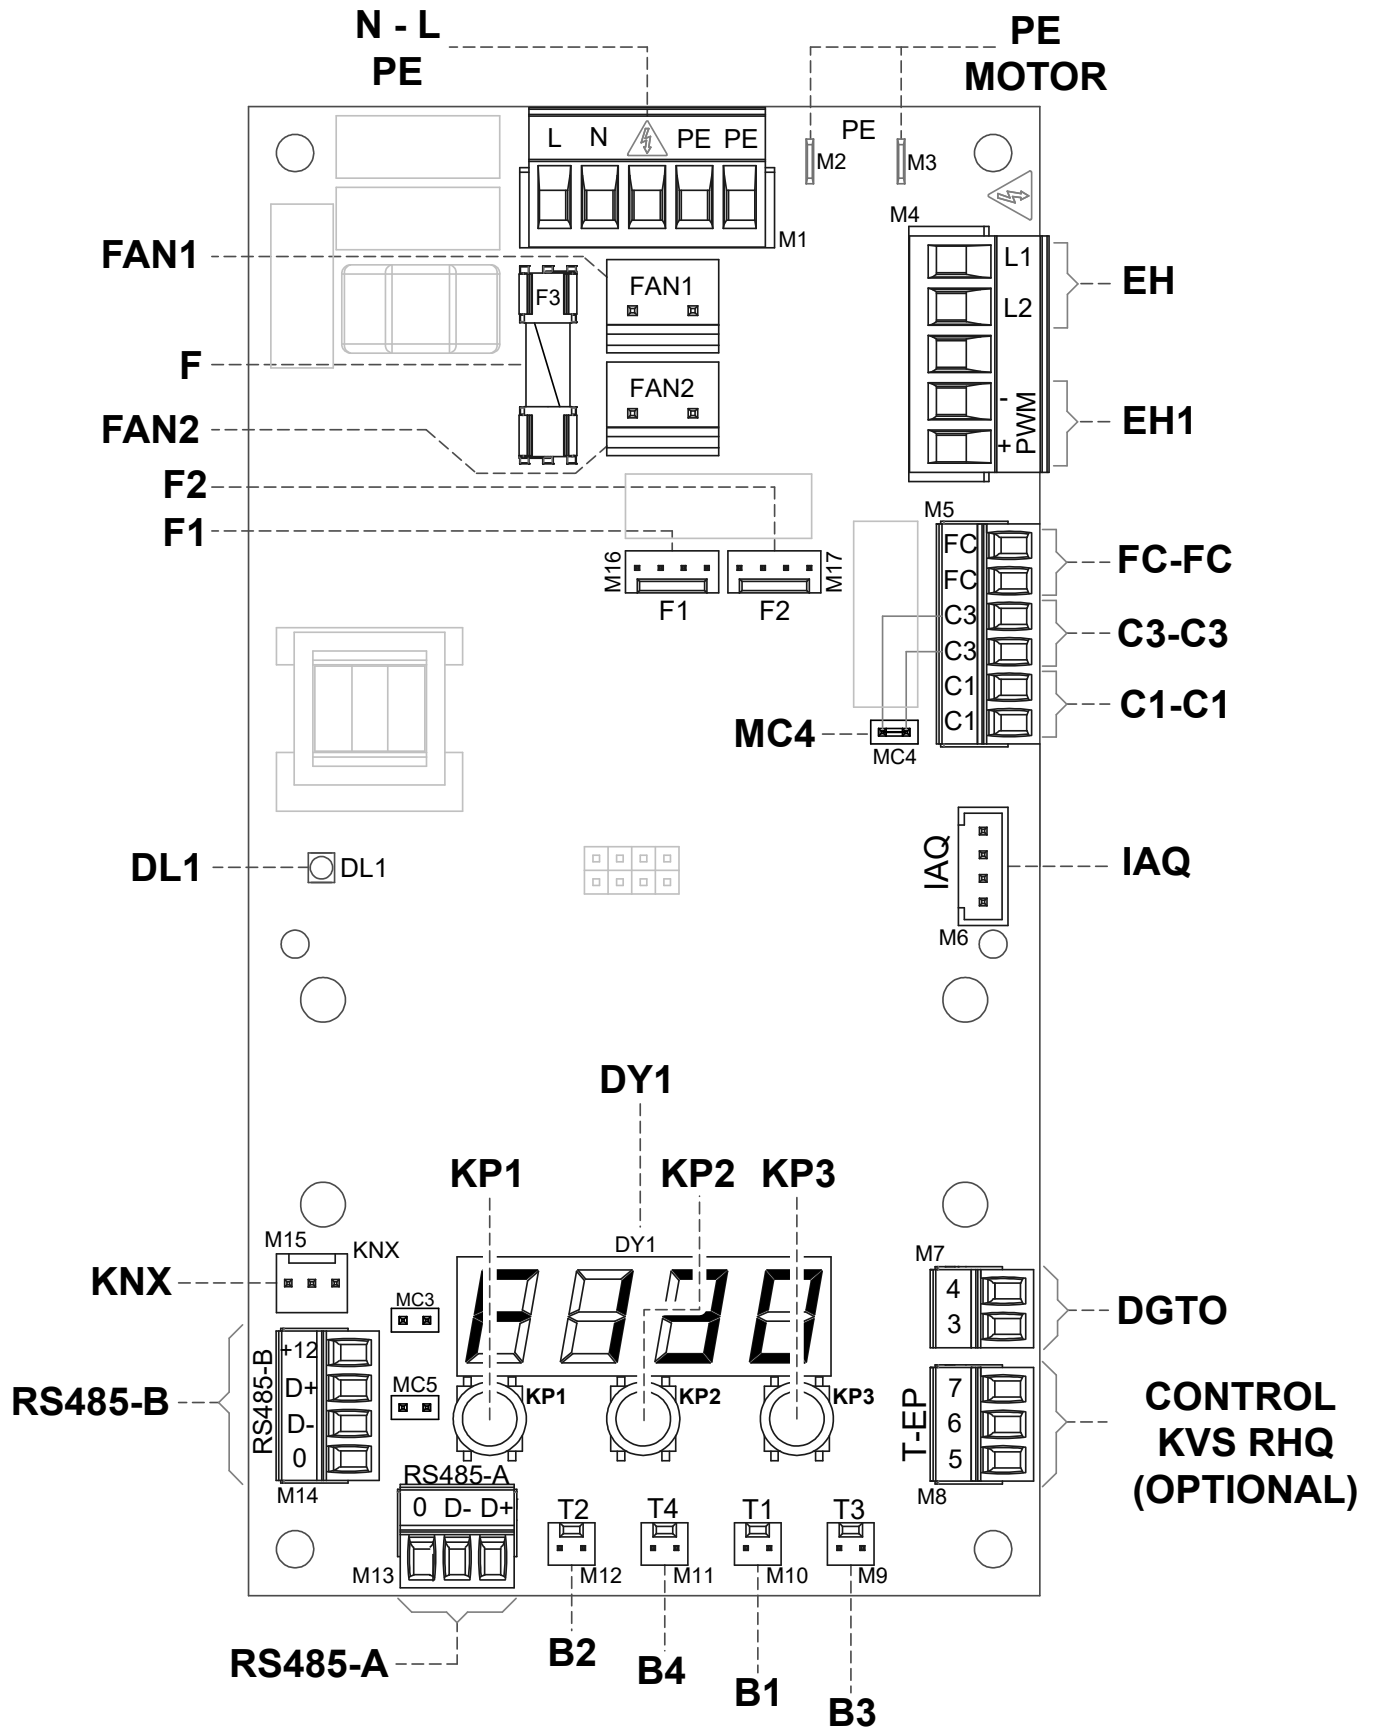 N - L
PE
PE
MOTOR
L N PE PE
PE
M2
M3
M1
M4
FAN1
FAN1
F3
L1
L2
EH
F
FAN2
FAN2
-
+
PWM
EH1
F2
F1
M16
F1
F2
M17
M5
FC
FC
C3
C3
C1
C1
FC-FC
C3-C3
C1-C1
MC4
MC4
DL1
DL1
IAQ
M6
IAQ
DY1
KP1
KP2
KP3
DY1
M15
KNX
KNX
MC3
MC5
KP1
KP2
KP3
M7
4
3
DGTO
RS485-B
RS485-B
+12
D+
D-
0
M14
T-EP
7
6
5
M8
CONTROL
KVS RHQ
(OPTIONAL)
RS485-A
0 D- D+
M13
T2
M12
T4
M11
T1
M10
T3
M9
RS485-A
B2
B4
B1
B3